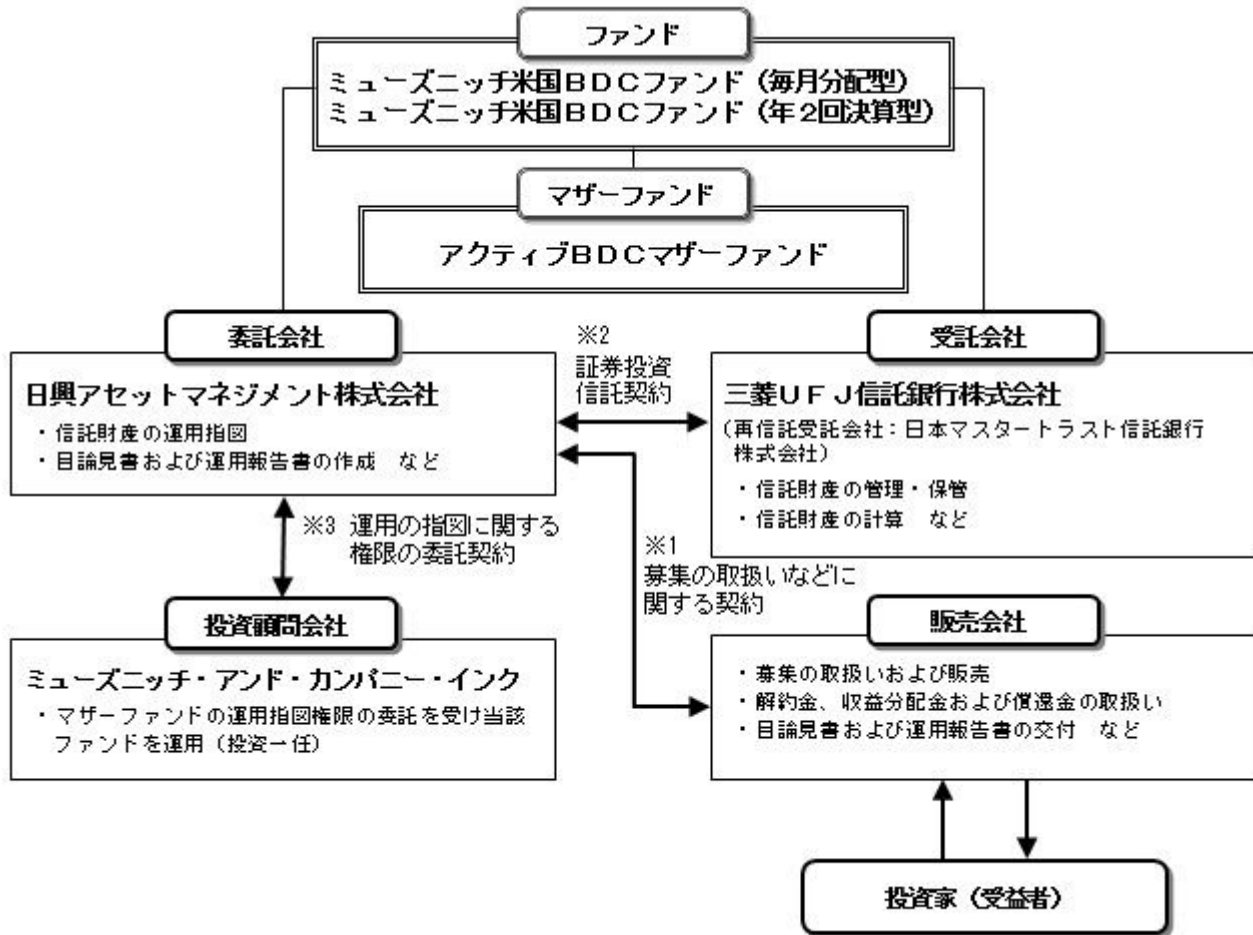 ファンド
ミューズニッチ米国ＢＤＣファンド（毎月分配型）
ミューズニッチ米国ＢＤＣファンド（年２回決算型）
マザーファンド
アクティブＢＤＣマザーファンド
委託会社
日興アセットマネジメント株式会社
・信託財産の運用指図
・目論見書および運用報告書の作成　など
※2
証券投資
信託契約
受託会社
三菱ＵＦＪ信託銀行株式会社
（再信託受託会社：日本マスタートラスト信託銀行
株式会社）
・信託財産の管理・保管
・信託財産の計算　など
※3 運用の指図に関する
権限の委託契約
※1
募集の取扱いなどに
関する契約
投資顧問会社
ミューズニッチ・アンド・カンパニー・インク
・マザーファンドの運用指図権限の委託を受け当該
ファンドを運用（投資一任）
販売会社
・募集の取扱いおよび販売
・解約金、収益分配金および償還金の取扱い
・目論見書および運用報告書の交付　など
投資家（受益者）